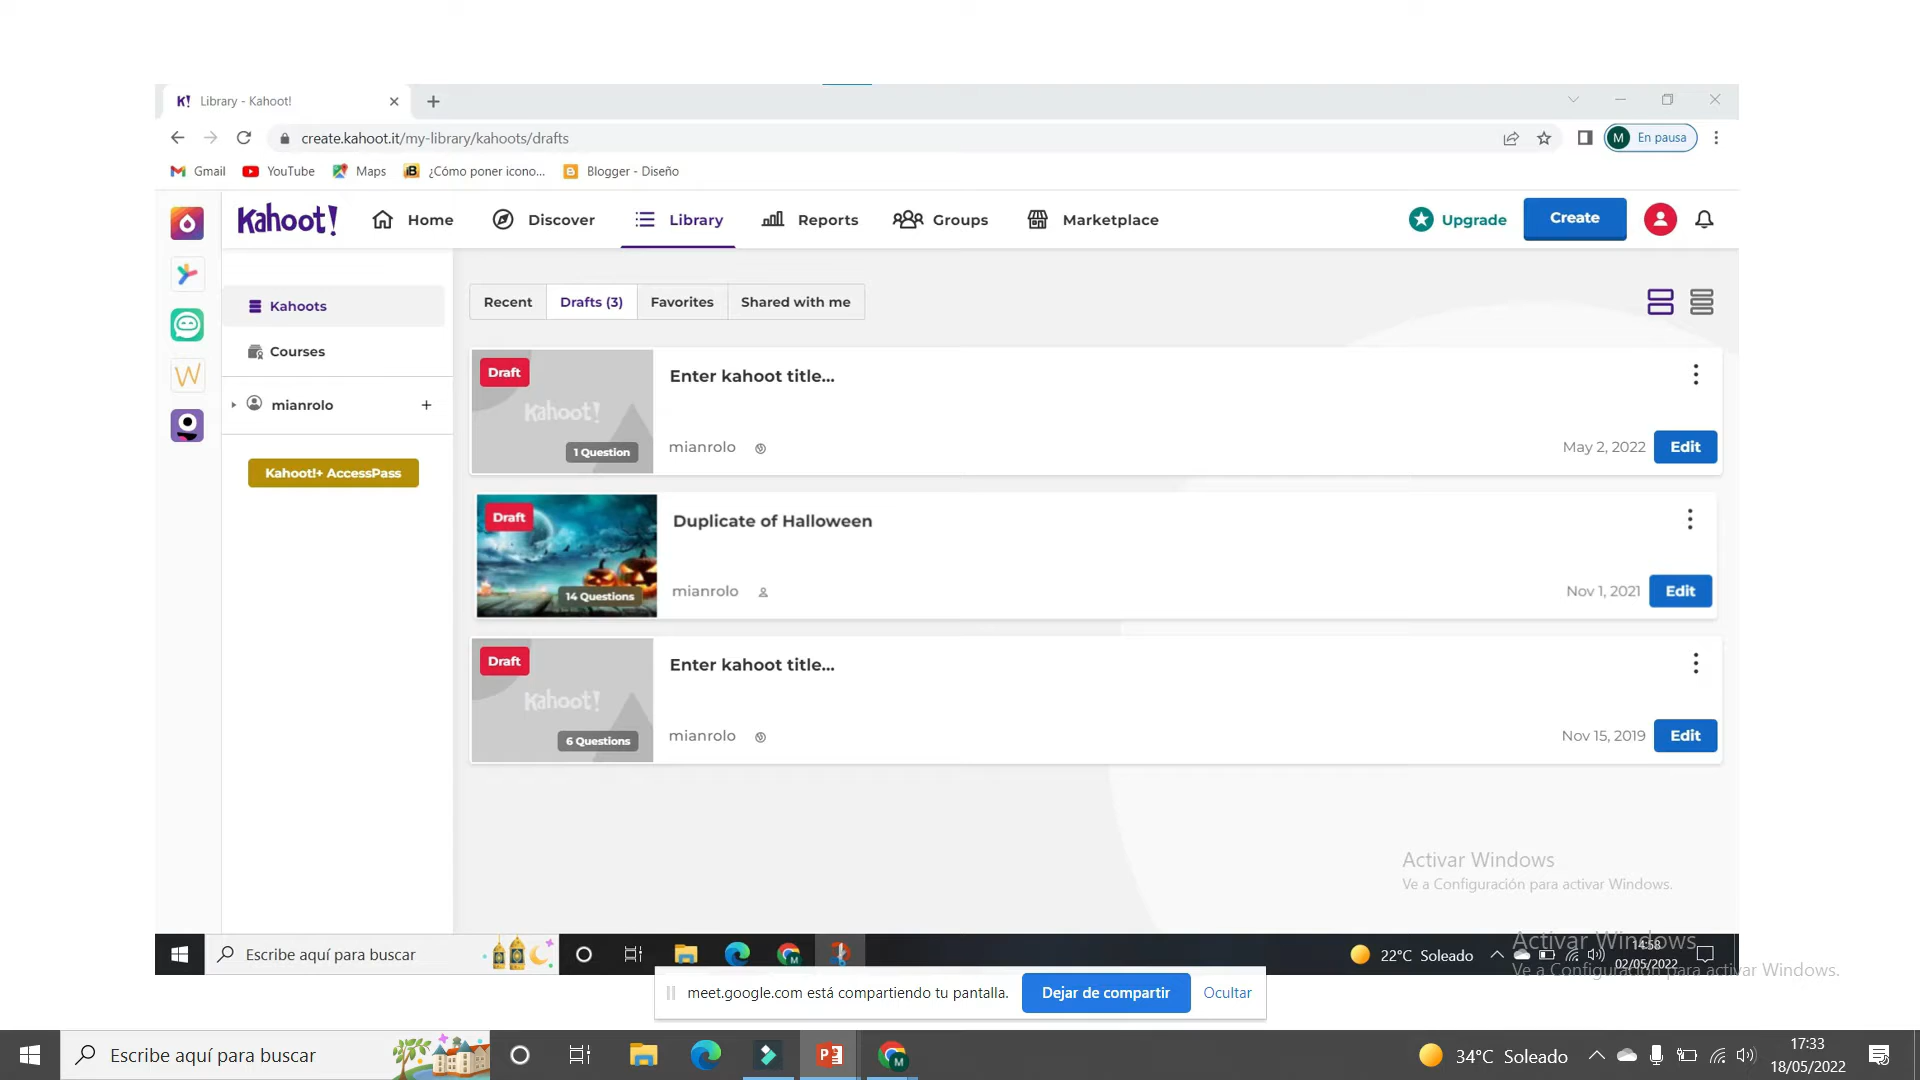 K! Library - Kahoot!
create.kahoot.it/my-library/kahoots/drafts
M En pausa
Gmail YouTube Maps iB ¿Cómo poner icono... Blogger - Diseño
Kahoot! Home Discover Library Reports Groups Marketplace Upgrade Create
Kahoots
Courses
mianrolo +
Kahoot!+ AccessPass
Recent Drafts (3) Favorites Shared with me
Draft
Enter kahoot title...
Kahoot!
1 Question
mianrolo
May 2, 2022 Edit
Draft
Duplicate of Halloween
14 Questions
mianrolo
Nov 1, 2021 Edit
Draft
Enter kahoot title...
Kahoot!
6 Questions
mianrolo
Nov 15, 2019 Edit
Activar Windows
Ve a Configuración para activar Windows.
Escribe aquí para buscar
22°C Soleado
14:58
02/05/2022
Activar Windows
Ve a Configuración para activar Windows.
meet.google.com está compartiendo tu pantalla. Dejar de compartir Ocultar
Escribe aquí para buscar
34°C Soleado
17:33
18/05/2022